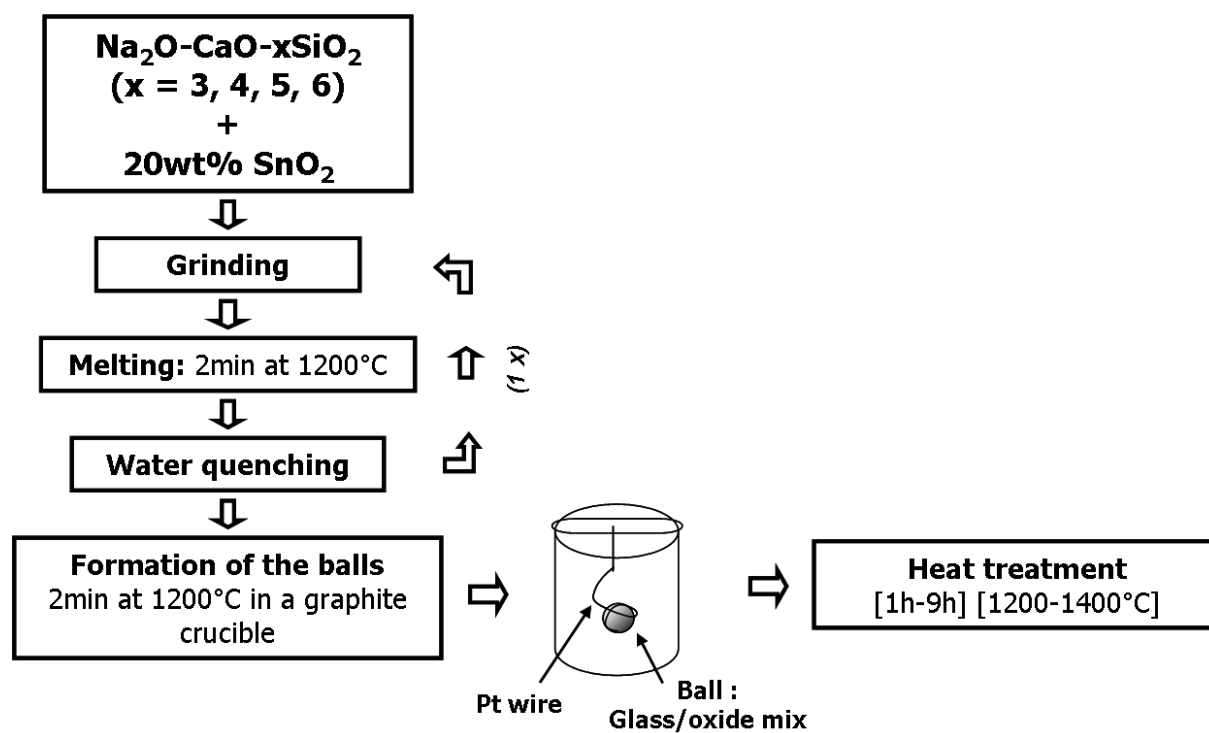 Na₂O-CaO-xSiO₂
(x = 3, 4, 5, 6)
+
20wt% SnO₂
Grinding
Melting: 2min at 1200°C
(1 x)
Water quenching
Formation of the balls
2min at 1200°C in a graphite
crucible
Pt wire
Ball :
Glass/oxide mix
Heat treatment
[1h-9h] [1200-1400°C]